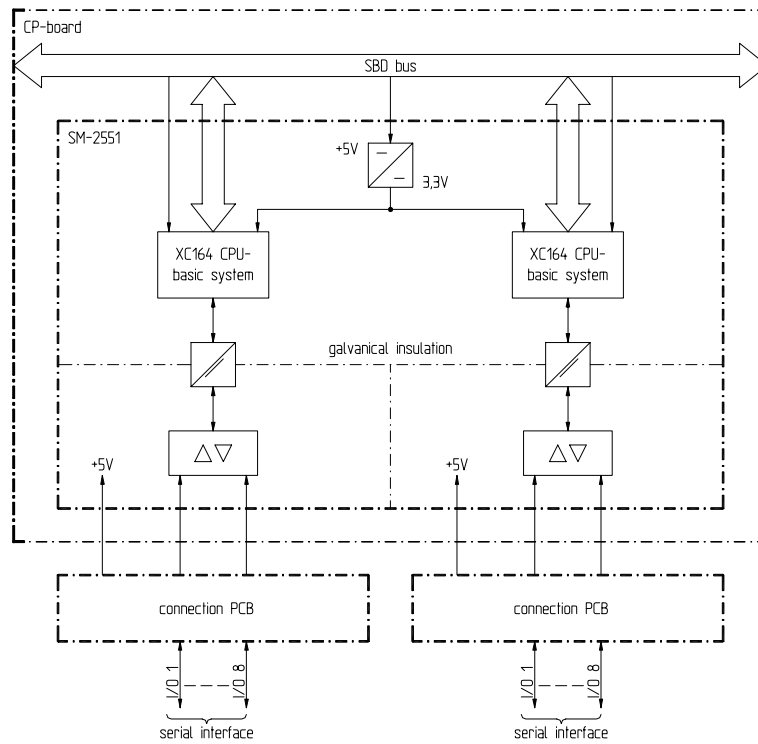 CP-board
SBD bus
SM-2551
+5V
3,3V
XC164 CPU-
basic system
XC164 CPU-
basic system
galvanical insulation
+5V
+5V
connection PCB
connection PCB
I/O 1
I/O 8
I/O 1
I/O 8
serial interface
serial interface